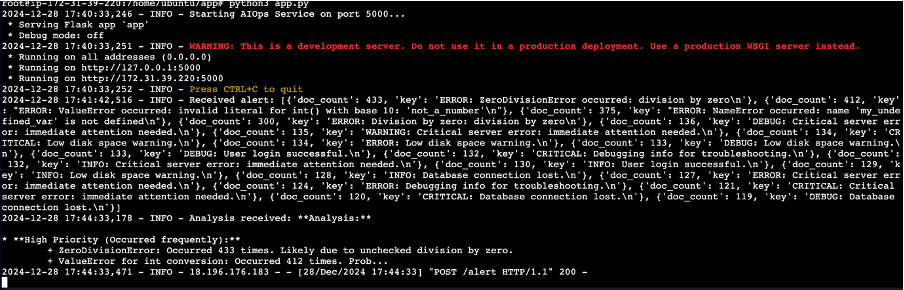 root@ip-172-31-39-220:/home/ubuntu/app# python3 app.py
2024-12-28 17:40:33,246 - INFO - Starting AIOps Service on port 5000...
 * Serving Flask app 'app'
 * Debug mode: off
2024-12-28 17:40:33,251 - INFO - WARNING: This is a development server. Do not use it in a production deployment. Use a production WSGI server instead.
 * Running on all addresses (0.0.0.0)
 * Running on http://127.0.0.1:5000
 * Running on http://172.31.39.220:5000
2024-12-28 17:40:33,252 - INFO - Press CTRL+C to quit
2024-12-28 17:41:42,516 - INFO - Received alert: [{'doc_count': 433, 'key': 'ERROR: ZeroDivisionError occurred: division by zero\n'}, {'doc_count': 412, 'key'
: "ERROR: ValueError occurred: invalid literal for int() with base 10: 'not_a_number'\n"}, {'doc_count': 375, 'key': "ERROR: NameError occurred: name 'my_unde
fined_var' is not defined\n"}, {'doc_count': 300, 'key': 'ERROR: Division by zero: division by zero\n'}, {'doc_count': 136, 'key': 'DEBUG: Critical server err
or: immediate attention needed.\n'}, {'doc_count': 135, 'key': 'WARNING: Critical server error: immediate attention needed.\n'}, {'doc_count': 134, 'key': 'CR
ITICAL: Low disk space warning.\n'}, {'doc_count': 134, 'key': 'ERROR: Low disk space warning.\n'}, {'doc_count': 133, 'key': 'DEBUG: Low disk space warning.\
n'}, {'doc_count': 133, 'key': 'DEBUG: User login successful.\n'}, {'doc_count': 132, 'key': 'CRITICAL: Debugging info for troubleshooting.\n'}, {'doc_count':
 132, 'key': 'INFO: Critical server error: immediate attention needed.\n'}, {'doc_count': 130, 'key': 'INFO: User login successful.\n'}, {'doc_count': 129, 'k
ey': 'INFO: Low disk space warning.\n'}, {'doc_count': 128, 'key': 'INFO: Database connection lost.\n'}, {'doc_count': 127, 'key': 'ERROR: Critical server err
or: immediate attention needed.\n'}, {'doc_count': 124, 'key': 'ERROR: Debugging info for troubleshooting.\n'}, {'doc_count': 121, 'key': 'CRITICAL: Critical
server error: immediate attention needed.\n'}, {'doc_count': 120, 'key': 'CRITICAL: Database connection lost.\n'}, {'doc_count': 119, 'key': 'DEBUG: Database
connection lost.\n'}]
2024-12-28 17:44:33,178 - INFO - Analysis received: **Analysis:**
* **High Priority (Occurred frequently):**
        + ZeroDivisionError: Occurred 433 times. Likely due to unchecked division by zero.
        + ValueError for int conversion: Occurred 412 times. Prob...
2024-12-28 17:44:33,471 - INFO - 18.196.176.183 - - [28/Dec/2024 17:44:33] "POST /alert HTTP/1.1" 200 -